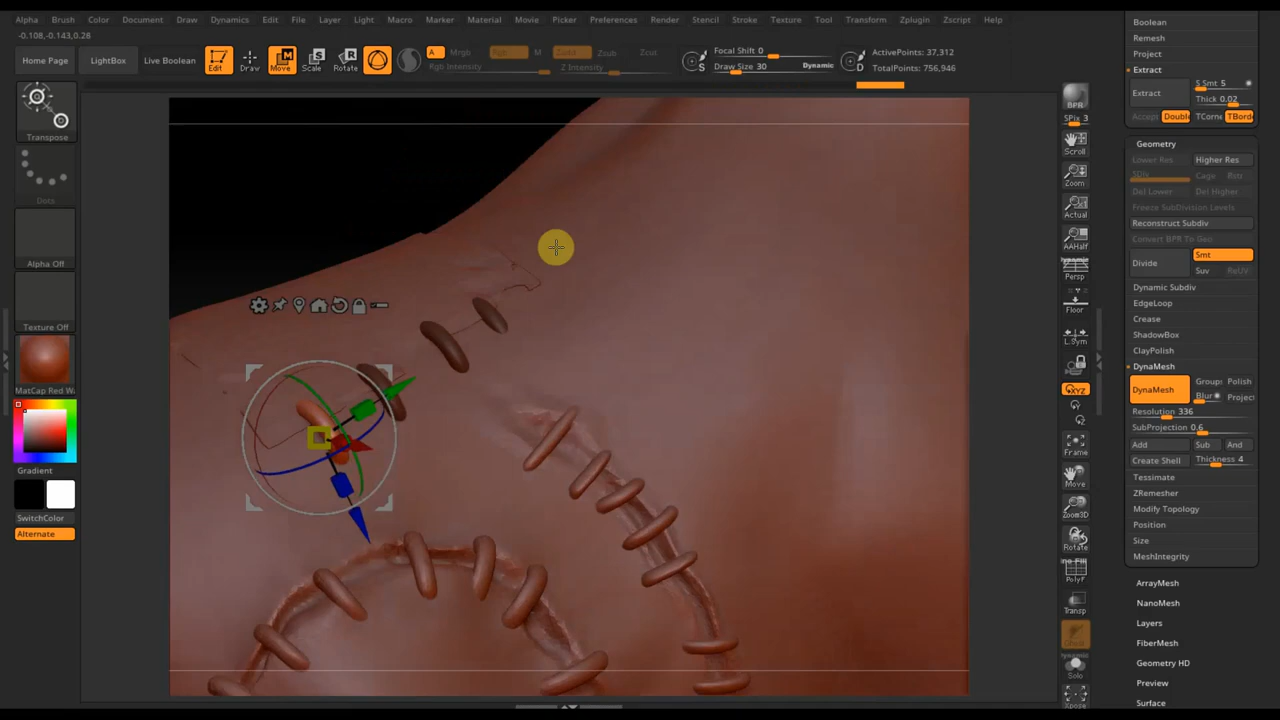 Alpha Brush Color Document Draw Dynamics Edit File Layer Light Macro Marker Material Movie Picker Preferences Render Stencil Stroke Texture Tool Transform Zplugin Zscript Help
-0.108,-0.143,0.28
Home Page LightBox Live Boolean Edit Draw Move Scale Rotate A Mrgb Rgb M Zadd Zsub Zcut
Rgb Intensity Z Intensity
S Focal Shift 0
Draw Size 30 Dynamic
D ActivePoints: 37,312
TotalPoints: 756,946
Transpose
Dots
Alpha Off
Texture Off
MatCap Red Wa
Gradient
SwitchColor
Alternate
BPR
SPix 3
Scroll
Zoom
Actual
AAHalf
Dynamic
Persp
Floor
L.Sym
XYZ
Y
Z
Frame
Move
Zoom3D
Rotate
Line Fill
PolyF
Transp
Ghost
Dynamic
Solo
Xpose
Boolean
Remesh
Project
Extract
Extract S Smt 5
Thick 0.02
Accept Double TCorne TBorde
Geometry
Lower Res Higher Res
SDiv Cage Rstr
Del Lower Del Higher
Freeze SubDivision Levels
Reconstruct Subdiv
Convert BPR To Geo
Divide Smt
Suv ReUV
Dynamic Subdiv
EdgeLoop
Crease
ShadowBox
ClayPolish
DynaMesh
DynaMesh Groups Polish
Blur Project
Resolution 336
SubProjection 0.6
Add Sub And
Create Shell Thickness 4
Tessimate
ZRemesher
Modify Topology
Position
Size
MeshIntegrity
ArrayMesh
NanoMesh
Layers
FiberMesh
Geometry HD
Preview
Surface